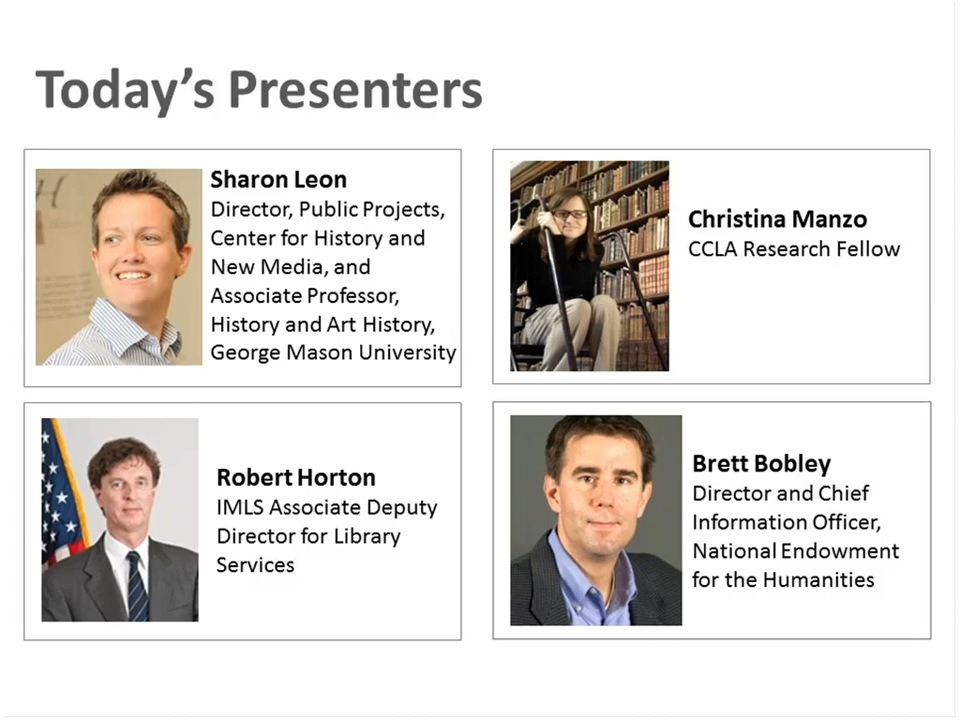 Today's Presenters
Sharon Leon
Director, Public Projects,
Center for History and
New Media, and
Associate Professor,
History and Art History,
George Mason University
Christina Manzo
CCLA Research Fellow
Robert Horton
IMLS Associate Deputy
Director for Library
Services
Brett Bobley
Director and Chief
Information Officer,
National Endowment
for the Humanities